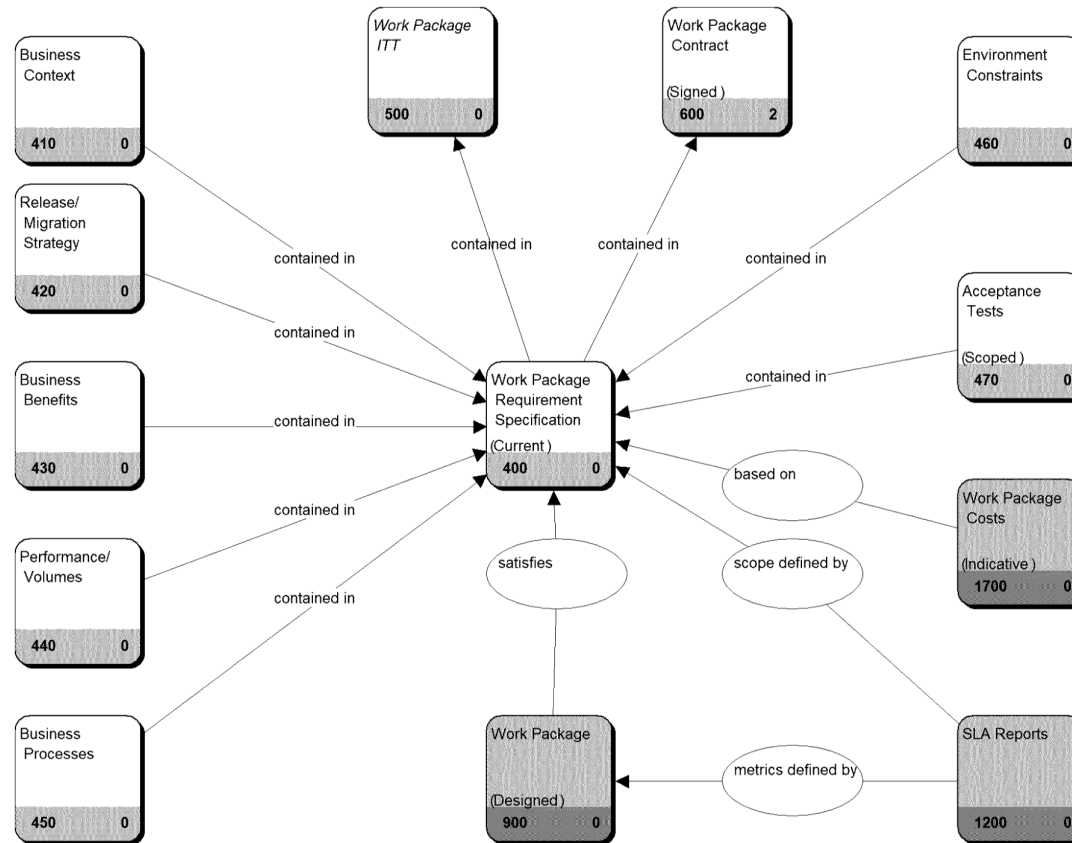 Business
Context
410 0
Work Package
ITT
500 0
Work Package
Contract
(Signed )
600 2
Environment
Constraints
460 0
Release/
Migration
Strategy
420 0
contained in
contained in
contained in
contained in
Acceptance
Tests
(Scoped )
470 0
contained in
contained in
Business
Benefits
430 0
contained in
Work Package
Requirement
Specification
(Current )
400 0
based on
Work Package
Costs
(Indicative )
1700 0
contained in
Performance/
Volumes
440 0
satisfies
scope defined by
contained in
Business
Processes
450 0
Work Package
(Designed )
900 0
metrics defined by
SLA Reports
1200 0